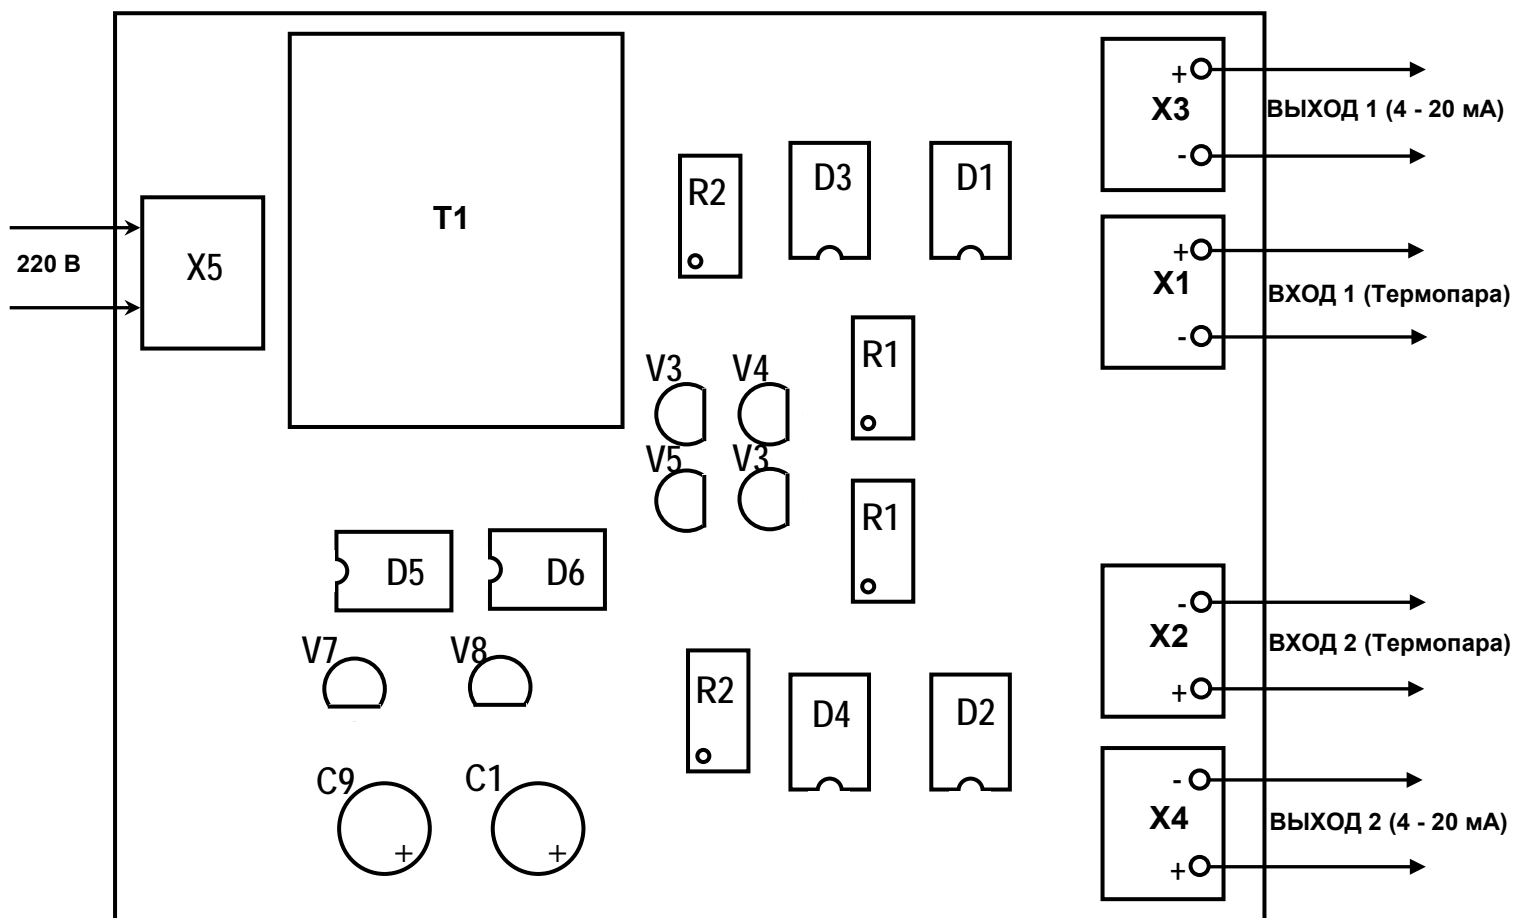 +
X3
-
ВЫХОД 1 (4 - 20 мА)
T1
R2
D3
D1
220 В
X5
+
X1
-
ВХОД 1 (Термопара)
V3
V4
R1
V5
V3
R1
D5
D6
-
X2
+
ВХОД 2 (Термопара)
V7
V8
R2
D4
D2
C9
+
C1
+
-
X4
+
ВЫХОД 2 (4 - 20 мА)